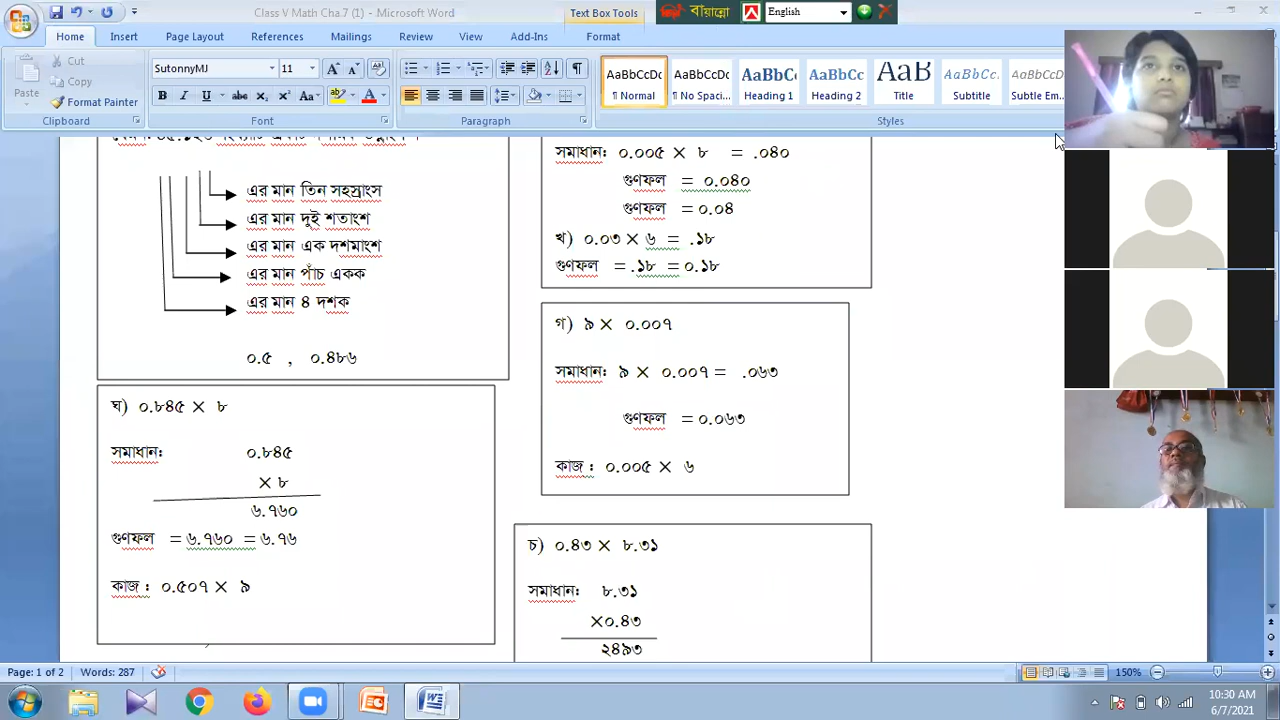 Class V Math Cha.7 (1) - Microsoft Word
Text Box Tools
বায়ান্নো
English
Home Insert Page Layout References Mailings Review View Add-Ins Format
Paste
Cut
Copy
Format Painter
Clipboard
SutonnyMJ 11
Font
Paragraph
AaBbCcDc AaBbCcDc AaBbCc AaBbCc AaB AaBbCc. AaBbCcD
¶ Normal ¶ No Spaci... Heading 1 Heading 2 Title Subtitle Subtle Em...
Styles
এর মান তিন সহস্রাংস
এর মান দুই শতাংশ
এর মান এক দশমাংশ
এর মান পাঁচ একক
এর মান ৪ দশক
০.৫ , ০.৪৮৬
ঘ) ০.৮৪৫ × ৮
সমাধান: ০.৮৪৫
× ৮
৬.৭৬০
গুণফল = ৬.৭৬০ = ৬.৭৬
কাজ : ০.৫০৭ × ৯
সমাধান: ০.০০৫ × ৮ = .০৪০
গুণফল = ০.০৪০
গুণফল = ০.০৪
খ) ০.০৩ × ৬ = .১৮
গুণফল = .১৮ = ০.১৮
গ) ৯ × ০.০০৭
সমাধান: ৯ × ০.০০৭ = .০৬৩
গুণফল = ০.০৬৩
কাজ : ০.০০৫ × ৬
চ) ০.৪৩ × ৮.৩১
সমাধান: ৮.৩১
×০.৪৩
২৪৯৩
Page: 1 of 2 Words: 287
150%
10:30 AM
6/7/2021